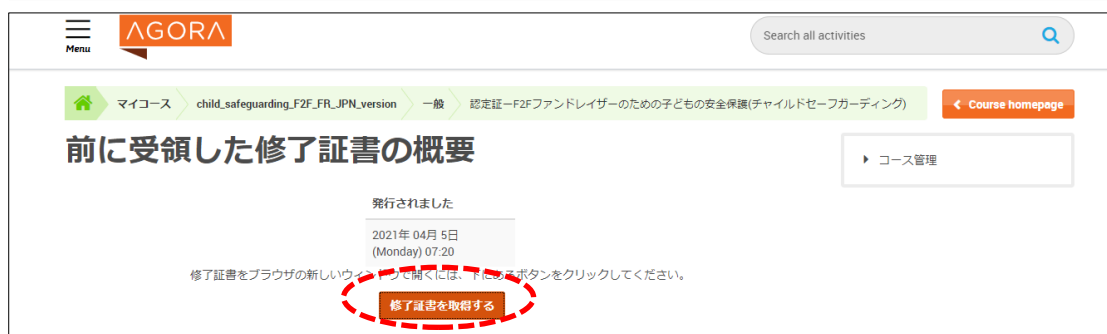 Menu
AGORA
Search all activities
マイコース child_safeguarding_F2F_FR_JPN_version 一般 認定証ーF2Fファンドレイザーのための子どもの安全保護(チャイルドセーフガーディング)
Course homepage
前に受領した修了証書の概要
コース管理
発行されました
2021年 04月 5日
(Monday) 07:20
修了証書をブラウザの新しいウィンドウで開くには、下にあるボタンをクリックしてください。
修了証書を取得する